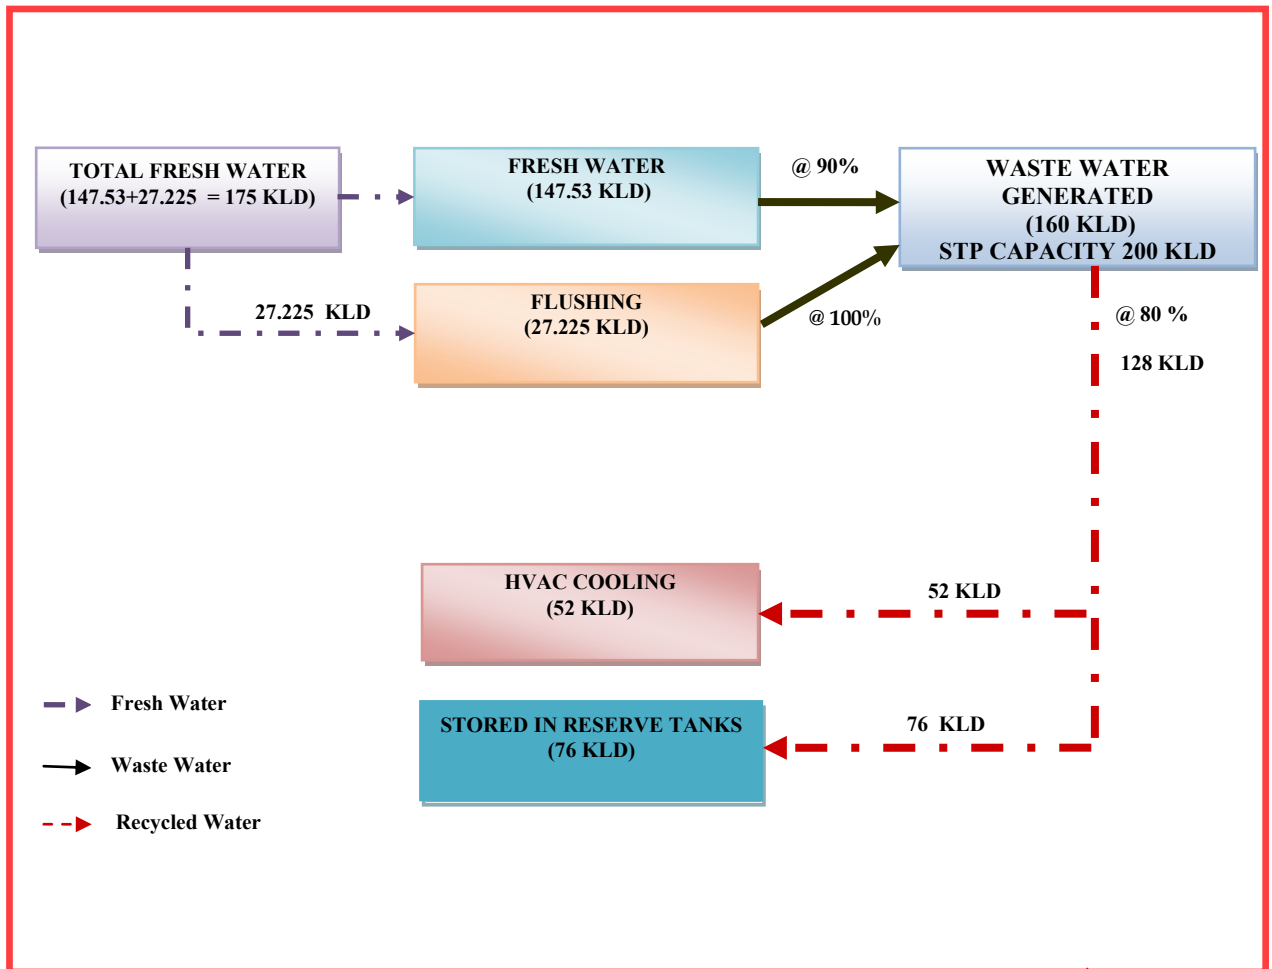 TOTAL FRESH WATER
(147.53+27.225 = 175 KLD)
FRESH WATER
(147.53 KLD)
@ 90%
WASTE WATER
GENERATED
(160 KLD)
STP CAPACITY 200 KLD
27.225 KLD
FLUSHING
(27.225 KLD)
@ 100%
@ 80 %
128 KLD
HVAC COOLING
(52 KLD)
52 KLD
STORED IN RESERVE TANKS
(76 KLD)
76 KLD
Fresh Water
Waste Water
Recycled Water